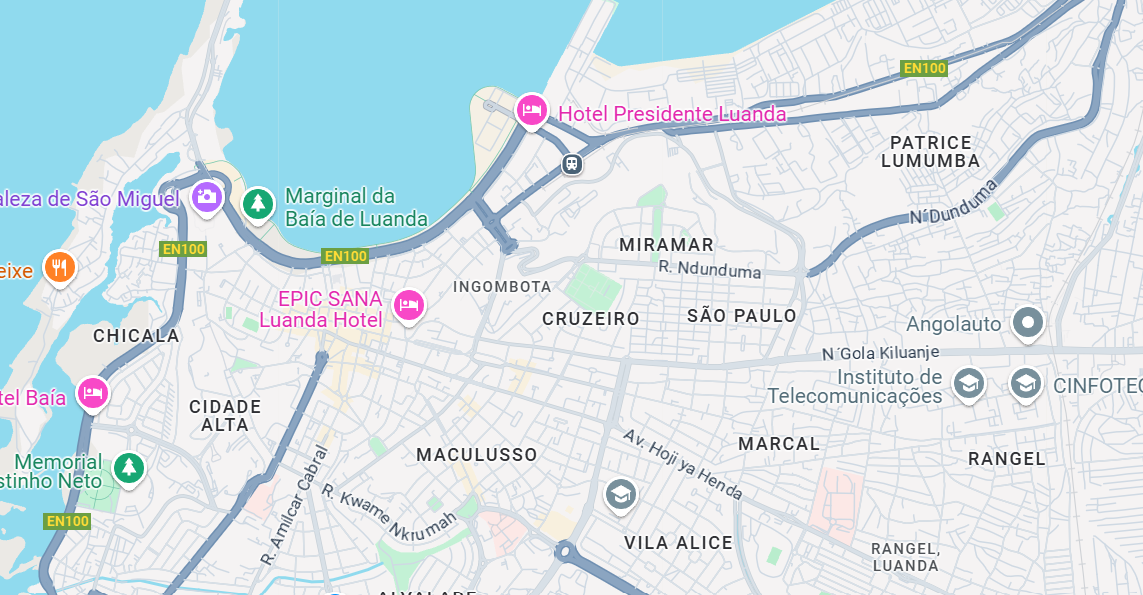 EN100
Hotel Presidente Luanda
PATRICE
LUMUMBA
aleza de São Miguel
Marginal da
Baía de Luanda
N´Dunduma
EN100
EN100
MIRAMAR
R. Ndunduma
eixe
INGOMBOTA
EPIC SANA
Luanda Hotel
CRUZEIRO
SÃO PAULO
Angolauto
CHICALA
N´Gola Kiluanje
tel Baía
Instituto de
Telecomunicações
CINFOTEC
CIDADE
ALTA
Av. Hoji ya Henda
MARCAL
MACULUSSO
RANGEL
Memorial
stinho Neto
R. Amilcar Cabral
R. Kwame Nkrumah
EN100
VILA ALICE
RANGEL,
LUANDA
ALVALADE